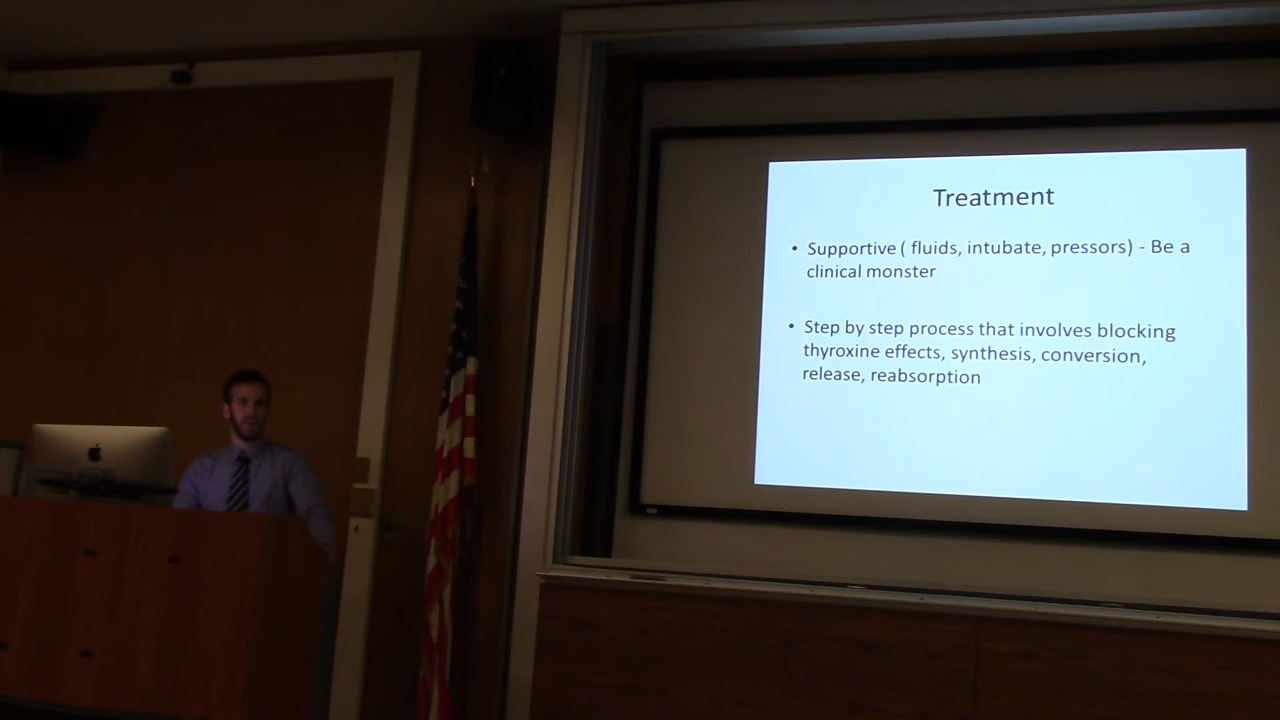 Treatment
• Supportive ( fluids, intubate, pressors) - Be a
clinical monster
• Step by step process that involves blocking
thyroxine effects, synthesis, conversion,
release, reabsorption